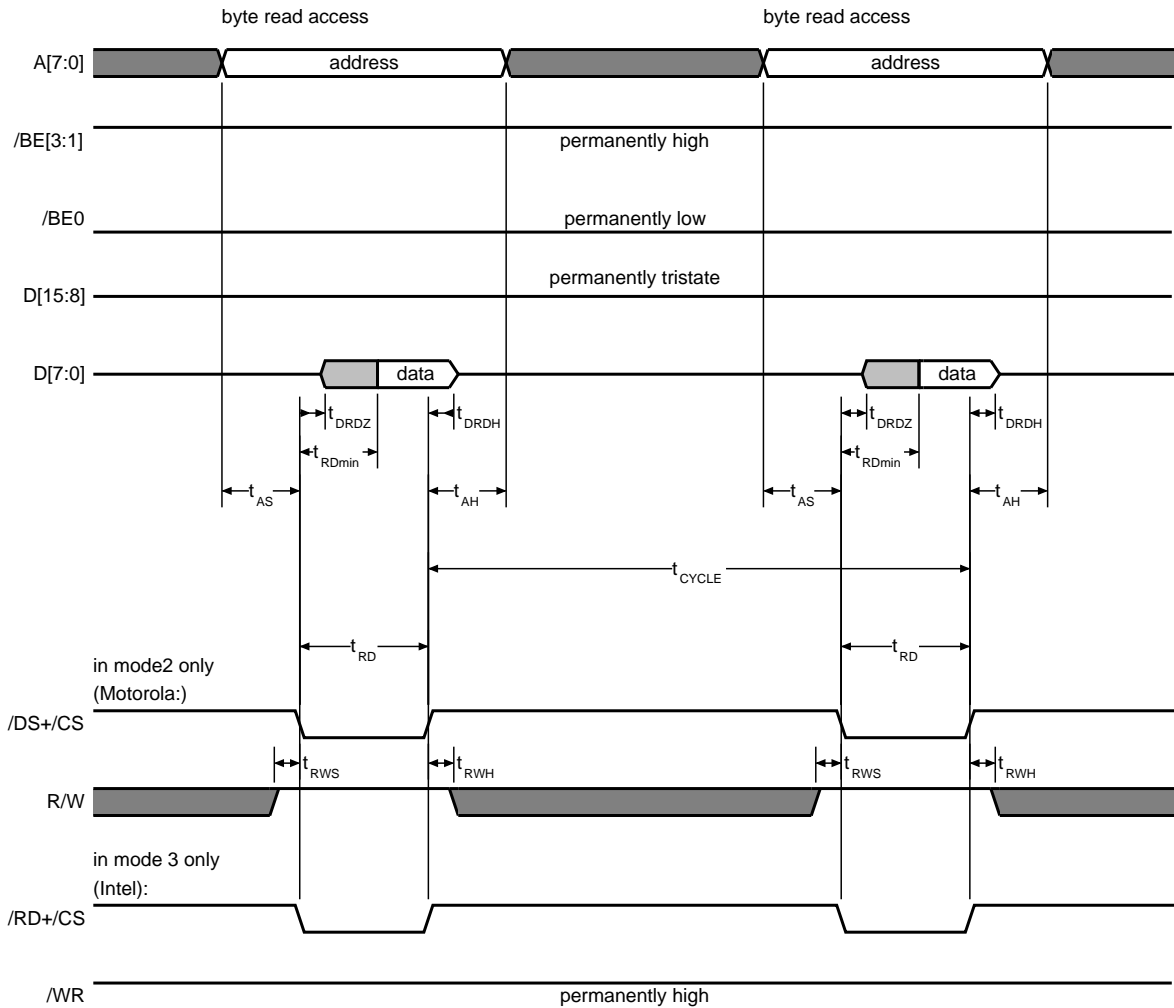 byte read access byte read access
A[7:0] address address
/BE[3:1] permanently high
/BE0 permanently low
permanently tristate
D[15:8]
D[7:0] data data
tDRDZ tDRDH tDRDZ tDRDH
tRDmin tRDmin
tAS tAH tAS tAH
tCYCLE
tRD tRD
in mode2 only
(Motorola:)
/DS+/CS
tRWS tRWH tRWS tRWH
R/W
in mode 3 only
(Intel):
/RD+/CS
/WR permanently high